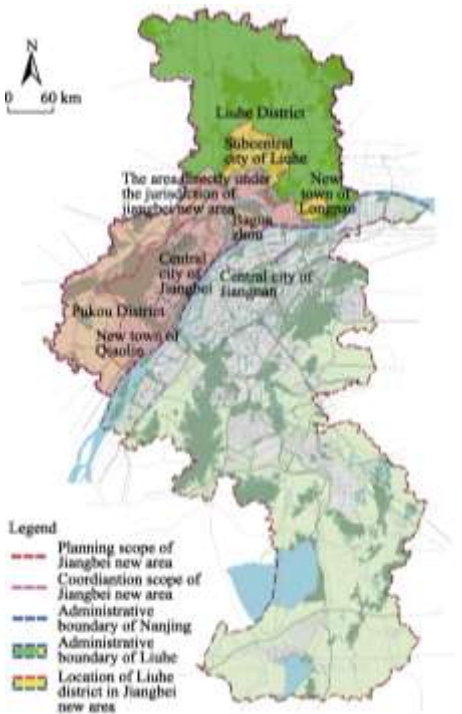 N
0 60 km
Liuhe District
Subcentral
city of Liuhe
The area directly under
the jurisdiction of
jiangbei new area
New
town of
Longpao
Bagua
zhou
Central
city of
Jiangbei
Central city of
Jiangnan
Pukou District
New town of
Qiaolin
Legend
Planning scope of
Jiangbei new area
Coordiantion scope of
Jiangbei new area
Administrative
boundary of Nanjing
Administrative
boundary of Liuhe
Location of Liuhe
district in Jiangbei
new area